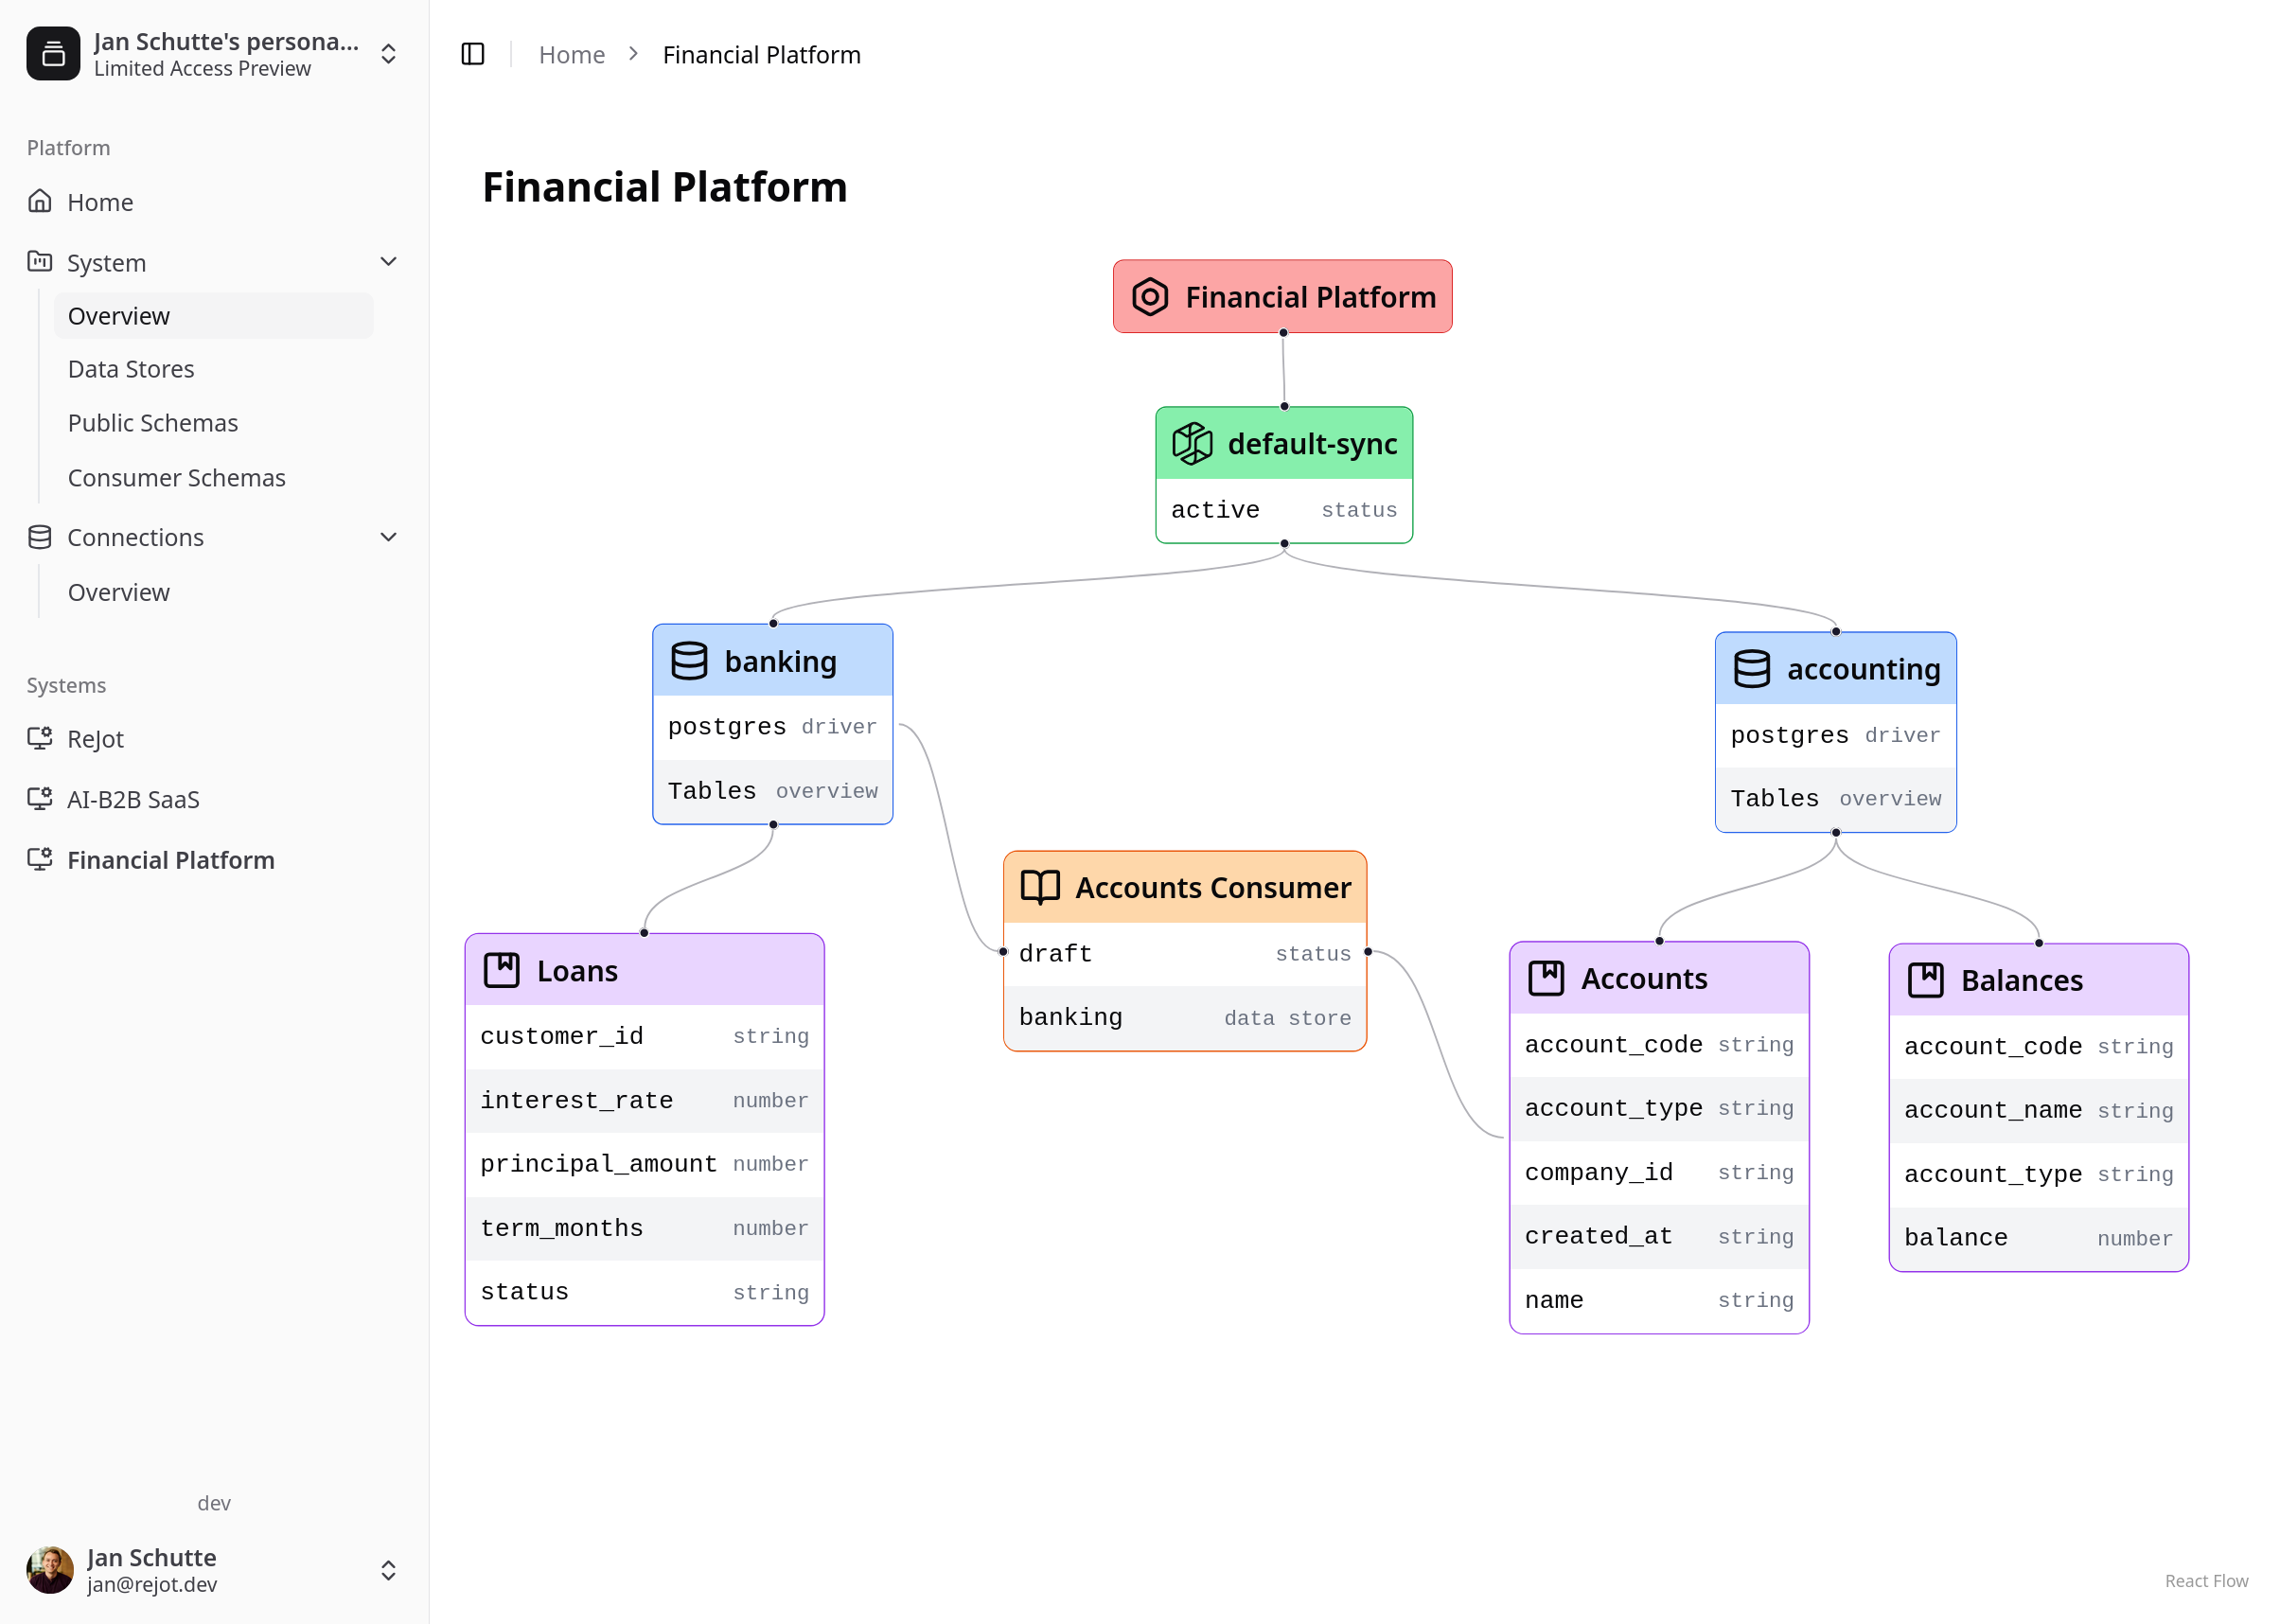 Jan Schutte's persona...
Limited Access Preview
Platform
Home
System
Overview
Data Stores
Public Schemas
Consumer Schemas
Connections
Overview
Systems
ReJot
AI-B2B SaaS
Financial Platform
dev
Jan Schutte
jan@rejot.dev
Home > Financial Platform
Financial Platform
Financial Platform
default-sync
active status
banking
postgres driver
Tables overview
accounting
postgres driver
Tables overview
Accounts Consumer
draft status
banking data store
Loans
customer_id string
interest_rate number
principal_amount number
term_months number
status string
Accounts
account_code string
account_type string
company_id string
created_at string
name string
Balances
account_code string
account_name string
account_type string
balance number
React Flow